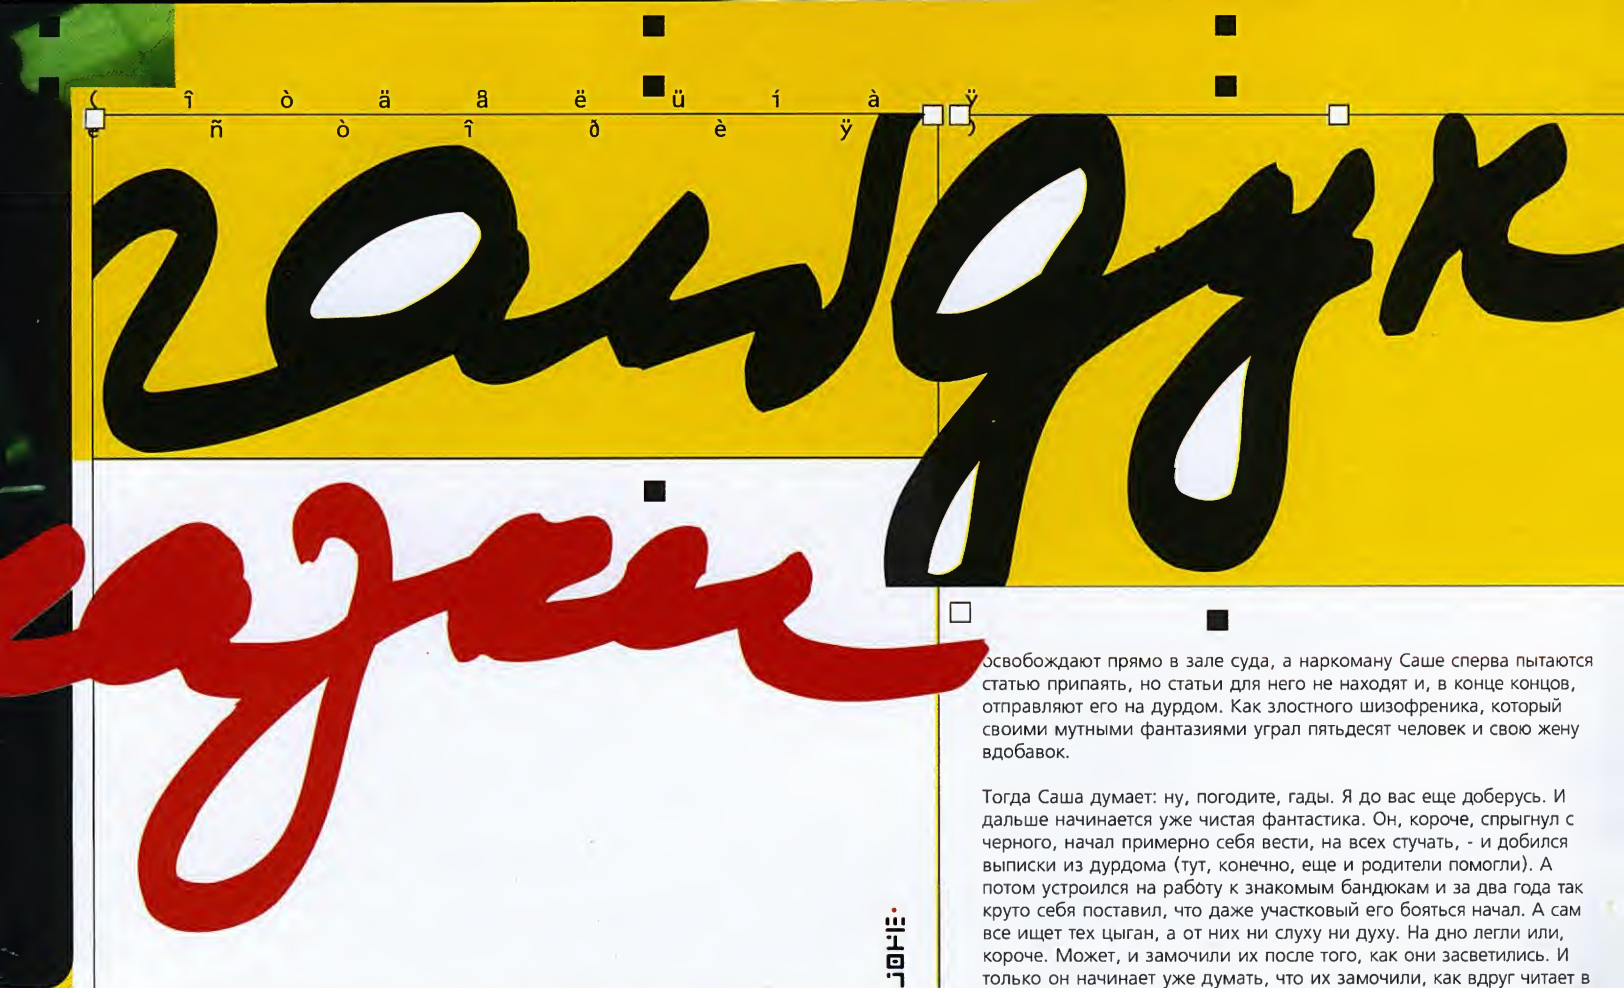 ( î ò ä å ë ü í à ÿ
è ñ ò î ð è ÿ )
освобождают прямо в зале суда, а наркоману Саше сперва пытаются
статью припаять, но статьи для него не находят и, в конце концов,
отправляют его на дурдом. Как злостного шизофреника, который
своими мутными фантазиями уграл пятьдесят человек и свою жену
вдобавок.
Тогда Саша думает: ну, погодите, гады. Я до вас еще доберусь. И
дальше начинается уже чистая фантастика. Он, короче, спрыгнул с
черного, начал примерно себя вести, на всех стучать, - и добился
выписки из дурдома (тут, конечно, еще и родители помогли). А
потом устроился на работу к знакомым бандюкам и за два года так
круто себя поставил, что даже участковый его бояться начал. А сам
все ищет тех цыган, а от них ни слуху ни духу. На дно легли или,
короче. Может, и замочили их после того, как они засветились. И
только он начинает уже думать, что их замочили, как вдруг читает в